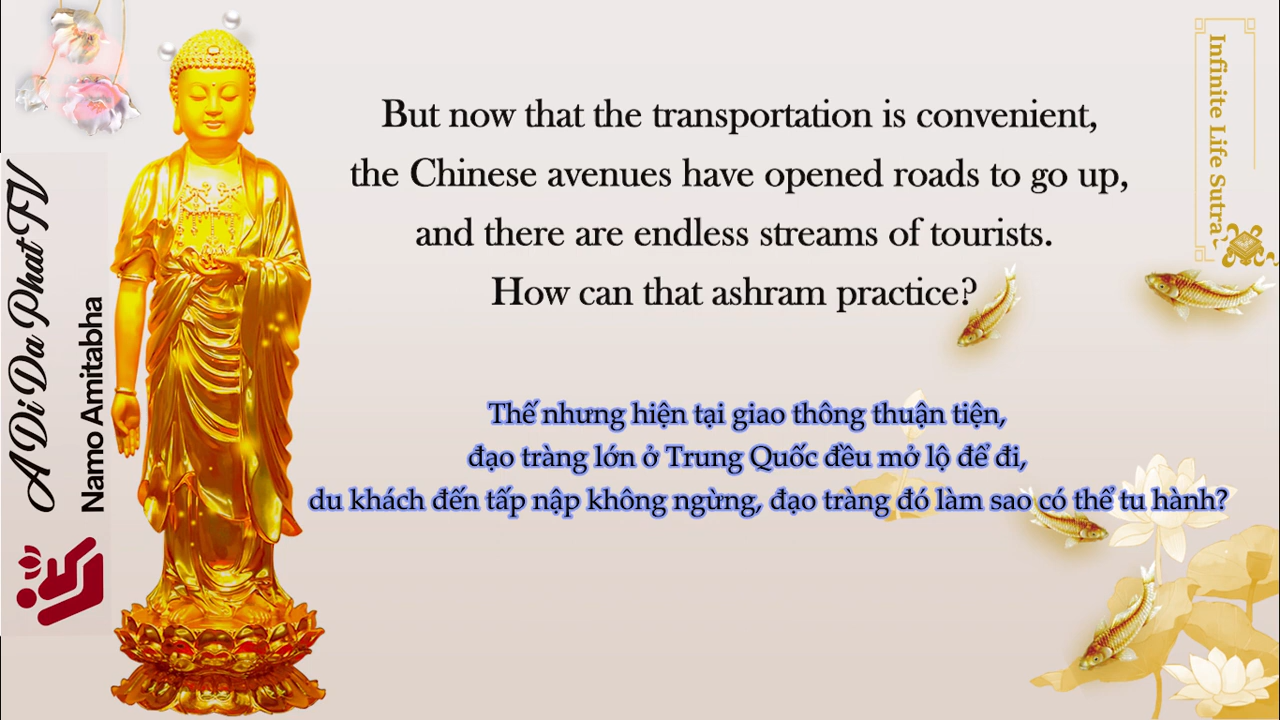 A Di Da Phat TV
Namo Amitabha
But now that the transportation is convenient,
the Chinese avenues have opened roads to go up,
and there are endless streams of tourists.
How can that ashram practice?
Thế nhưng hiện tại giao thông thuận tiện,
đạo tràng lớn ở Trung Quốc đều mở lộ để đi,
du khách đến tấp nập không ngừng, đạo tràng đó làm sao có thể tu hành?
Infinite Life Sutra